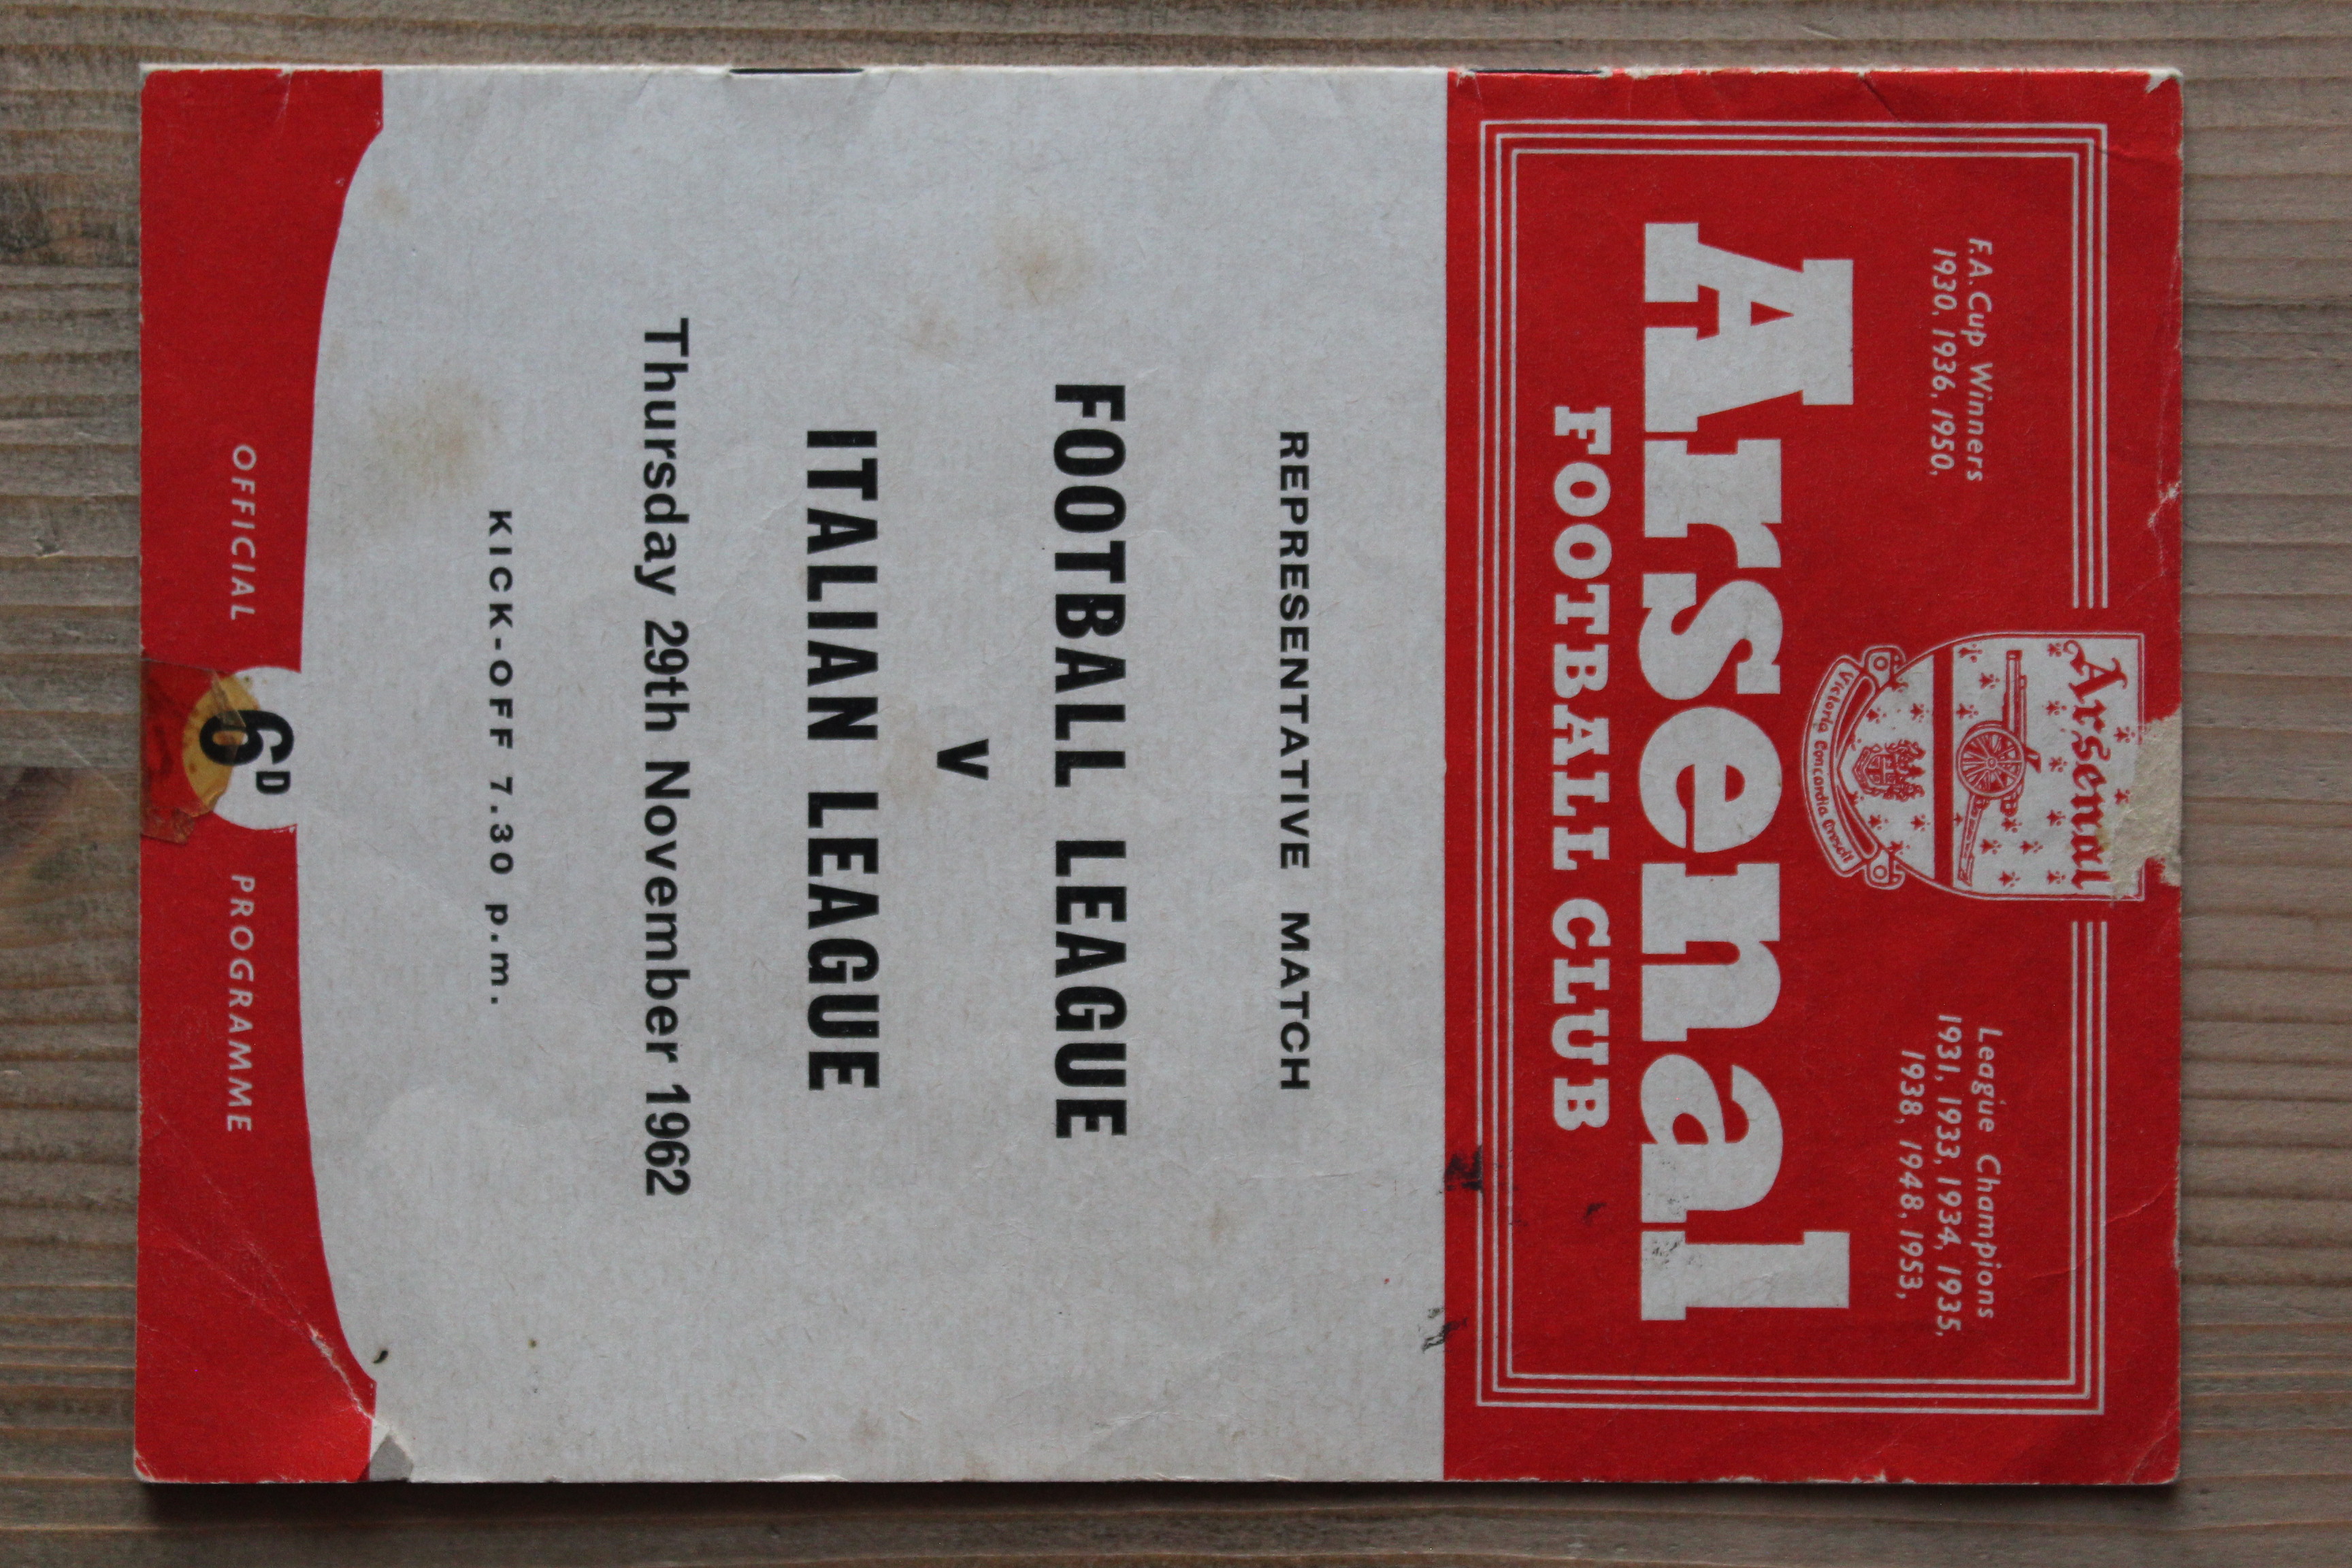 Arsenal
Victoria Concordia Crescit
F.A. Cup Winners
1930, 1936, 1950,
League Champions
1931, 1933, 1934, 1935,
1938, 1948, 1953,
Arsenal
FOOTBALL CLUB
REPRESENTATIVE MATCH
FOOTBALL LEAGUE
V
ITALIAN LEAGUE
Thursday 29th November 1962
KICK-OFF 7.30 p.m.
OFFICIAL 6D PROGRAMME